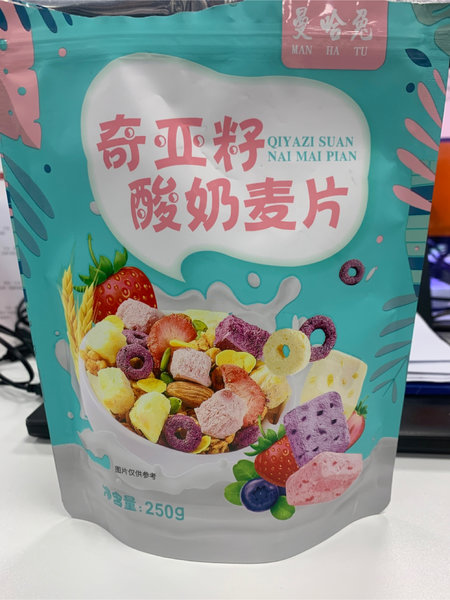 曼哈兔
MAN HA TU
奇亚籽
QIYAZI SUAN
NAI MAI PIAN
酸奶麦片
图片仅供参考
净含量:250g